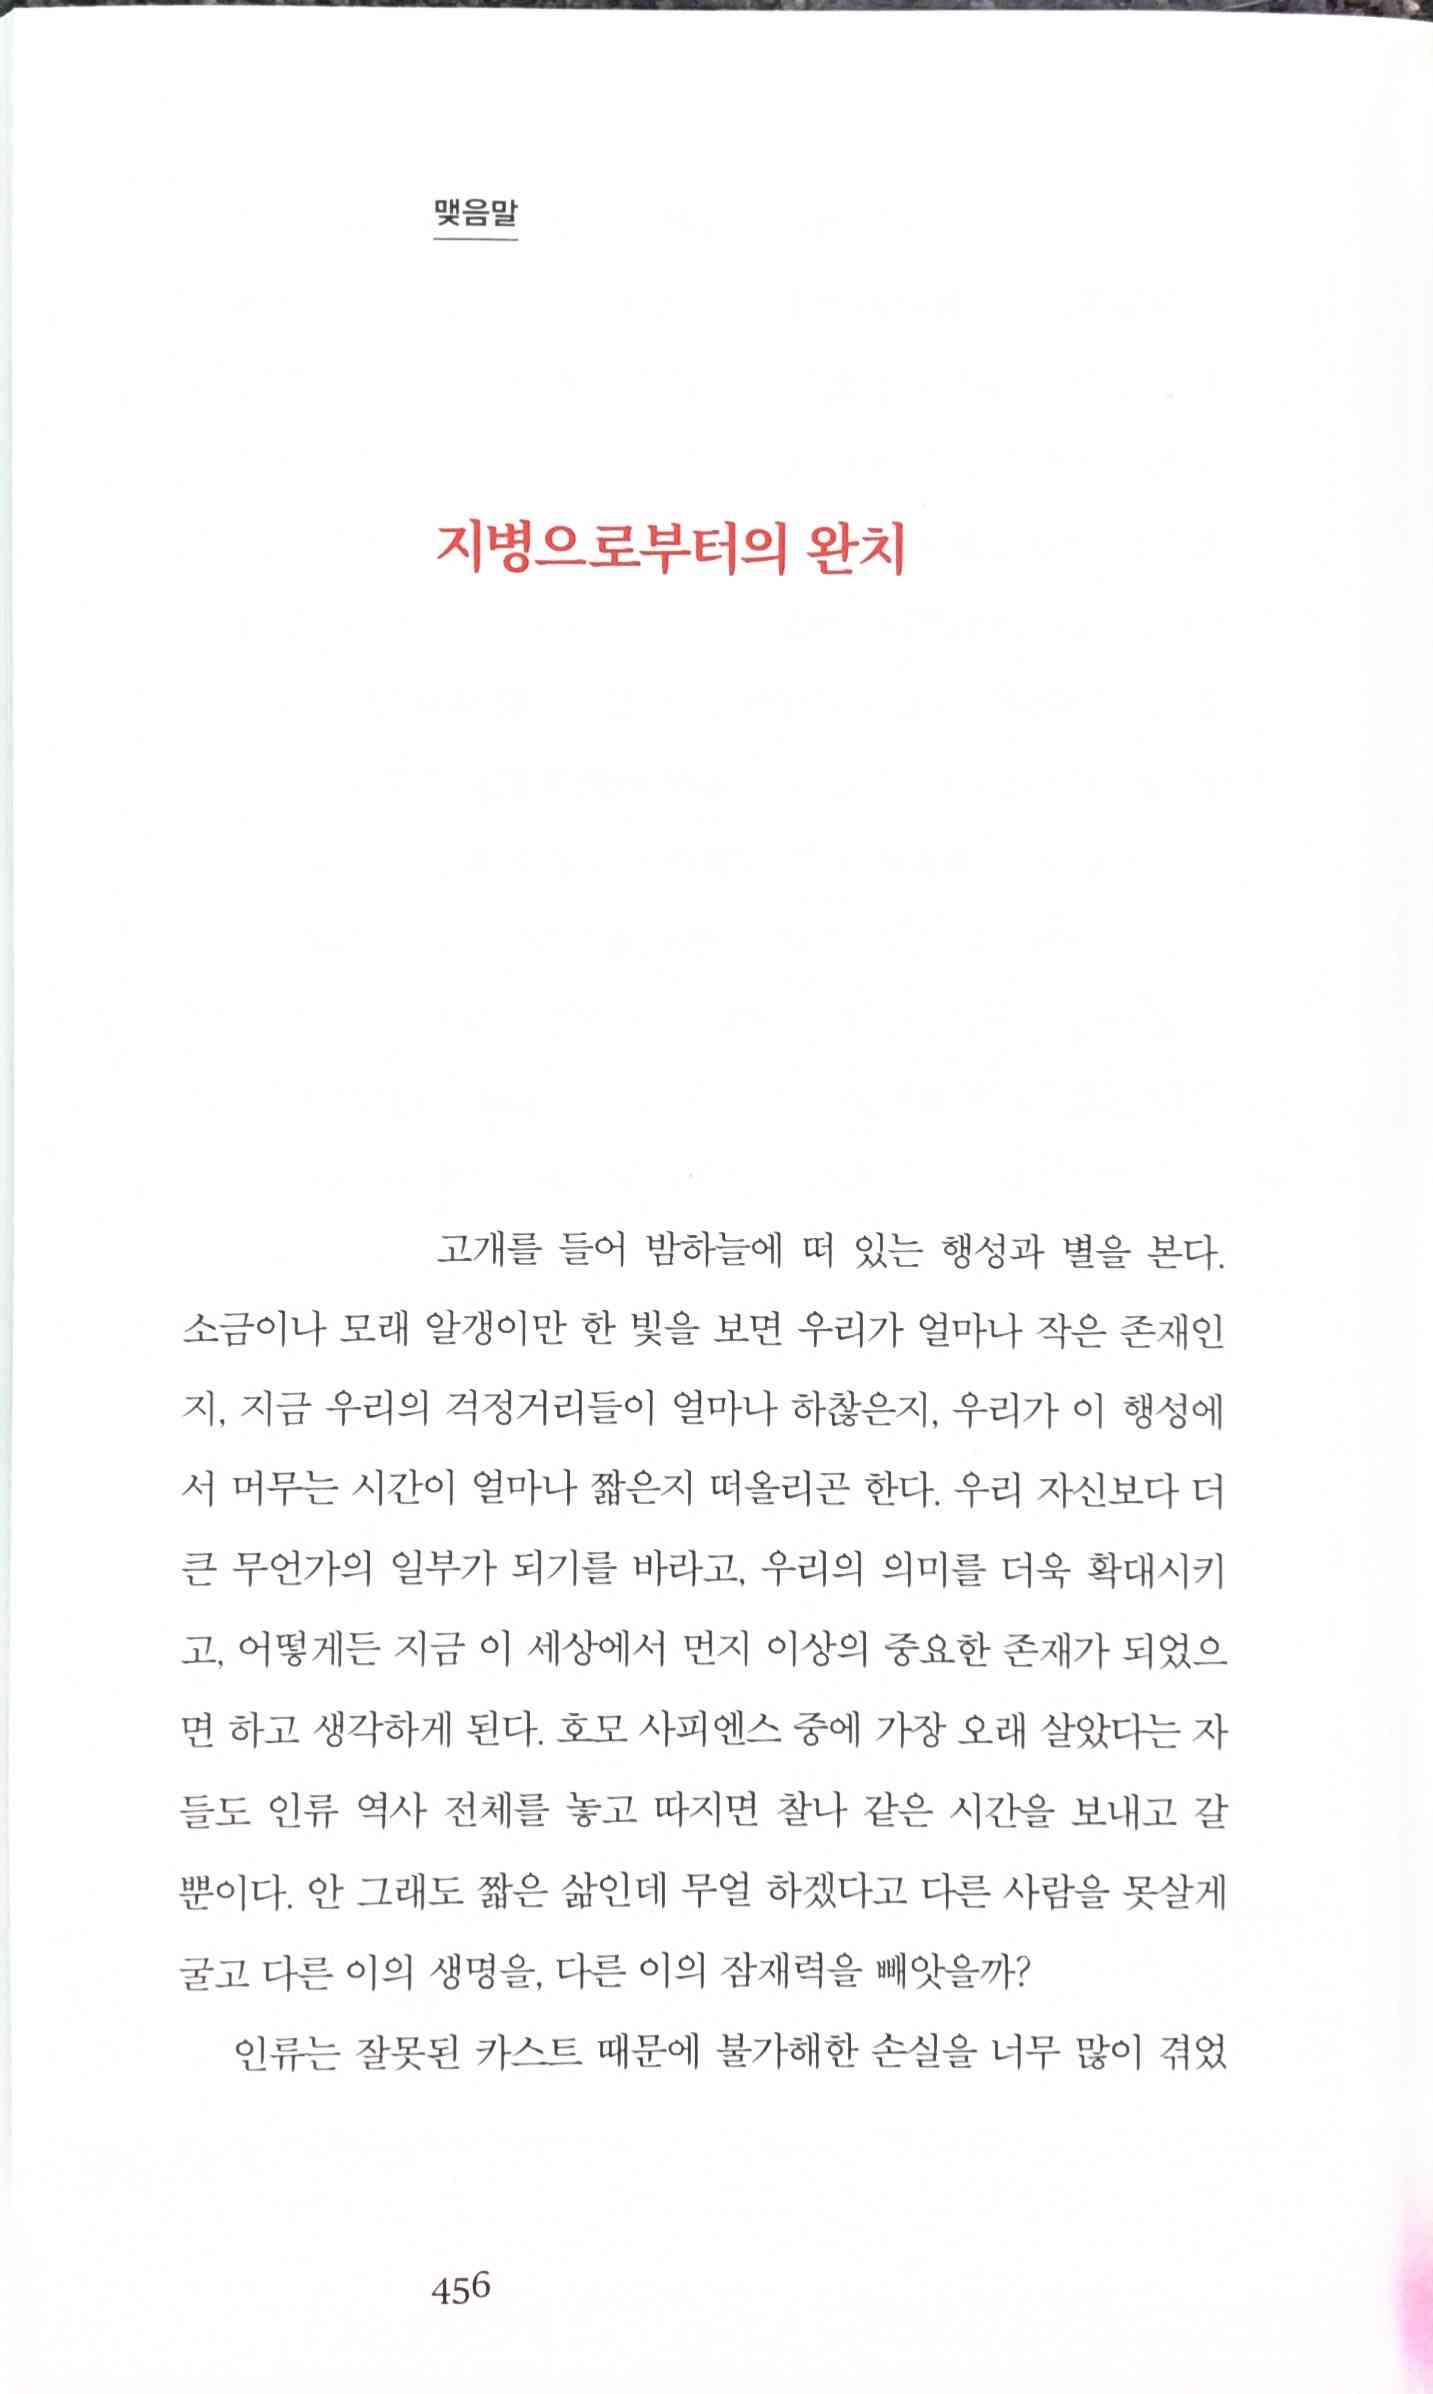 맺음말
지병으로부터의 완치
고개를 들어 밤하늘에 떠 있는 행성과 별을 본다.
소금이나 모래 알갱이만 한 빛을 보면 우리가 얼마나 작은 존재인
지, 지금 우리의 걱정거리들이 얼마나 하찮은지, 우리가 이 행성에
서 머무는 시간이 얼마나 짧은지 떠올리곤 한다. 우리 자신보다 더
큰 무언가의 일부가 되기를 바라고, 우리의 의미를 더욱 확대시키
고, 어떻게든 지금 이 세상에서 먼지 이상의 중요한 존재가 되었으
면 하고 생각하게 된다. 호모 사피엔스 중에 가장 오래 살았다는 자
들도 인류 역사 전체를 놓고 따지면 찰나 같은 시간을 보내고 갈
뿐이다. 안 그래도 짧은 삶인데 무얼 하겠다고 다른 사람을 못살게
굴고 다른 이의 생명을, 다른 이의 잠재력을 빼앗을까?
인류는 잘못된 카스트 때문에 불가해한 손실을 너무 많이 겪었
456